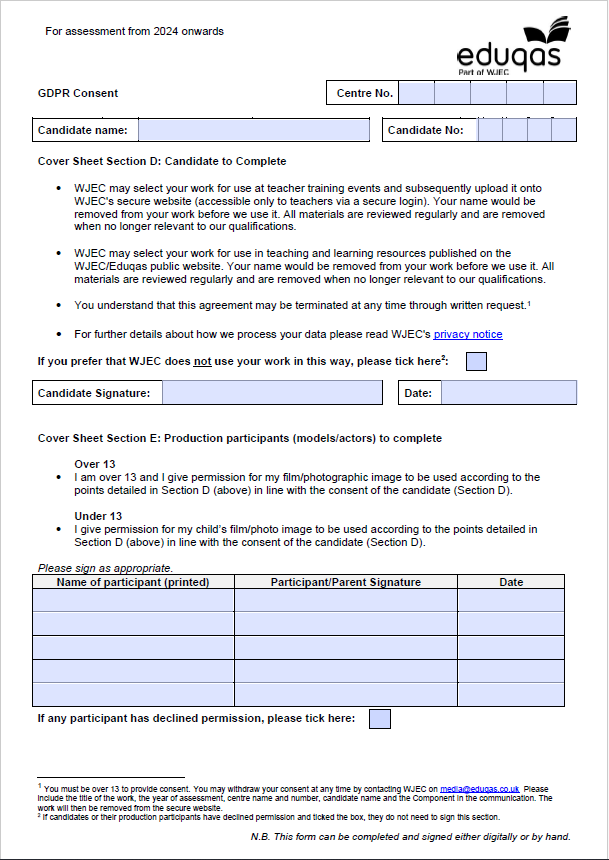 For assessment from 2024 onwards
eduqas
Part of WJEC
GDPR Consent
Centre No.
Candidate name:
Candidate No:
Cover Sheet Section D: Candidate to Complete
• WJEC may select your work for use at teacher training events and subsequently upload it onto
WJEC's secure website (accessible only to teachers via a secure login). Your name would be
removed from your work before we use it. All materials are reviewed regularly and are removed
when no longer relevant to our qualifications.
• WJEC may select your work for use in teaching and learning resources published on the
WJEC/Eduqas public website. Your name would be removed from your work before we use it. All
materials are reviewed regularly and are removed when no longer relevant to our qualifications.
• You understand that this agreement may be terminated at any time through written request.¹
• For further details about how we process your data please read WJEC's privacy notice
If you prefer that WJEC does not use your work in this way, please tick here²:
Candidate Signature:
Date:
Cover Sheet Section E: Production participants (models/actors) to complete
Over 13
• I am over 13 and I give permission for my film/photographic image to be used according to the
points detailed in Section D (above) in line with the consent of the candidate (Section D).
Under 13
• I give permission for my child's film/photo image to be used according to the points detailed in
Section D (above) in line with the consent of the candidate (Section D).
Please sign as appropriate.
Name of participant (printed)
Participant/Parent Signature
Date
If any participant has declined permission, please tick here:
¹ You must be over 13 to provide consent. You may withdraw your consent at any time by contacting WJEC on media@eduqas.co.uk Please
include the title of the work, the year of assessment, centre name and number, candidate name and the Component in the communication. The
work will then be removed from the secure website.
² If candidates or their production participants have declined permission and ticked the box, they do not need to sign this section.
N.B. This form can be completed and signed either digitally or by hand.